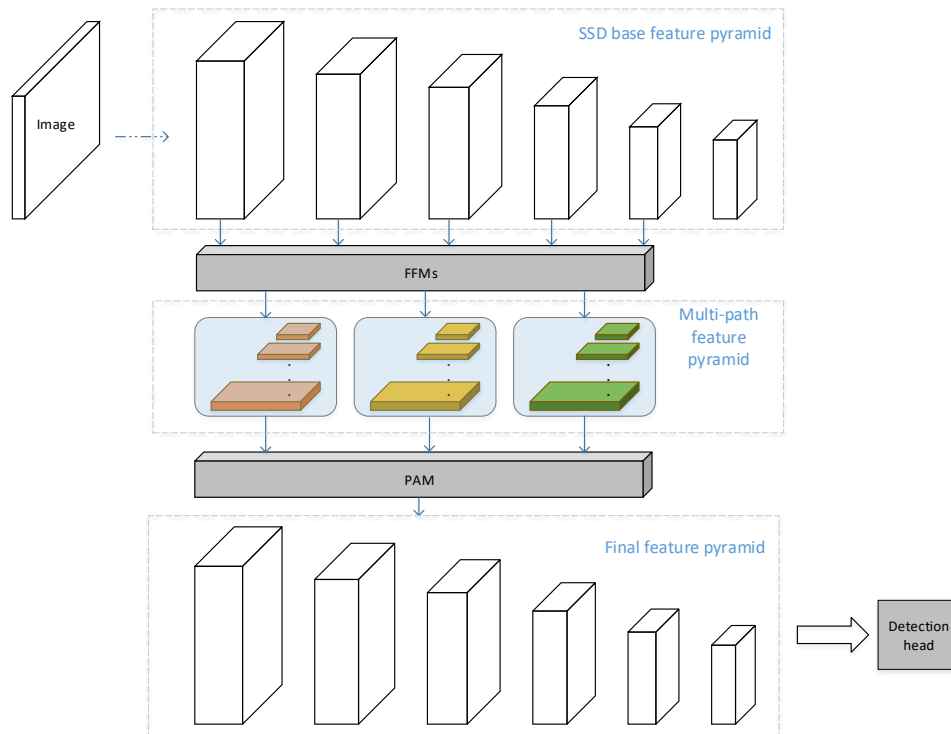 SSD base feature pyramid
Image
FFMs
Multi-path
feature
pyramid
PAM
Final feature pyramid
Detection
head